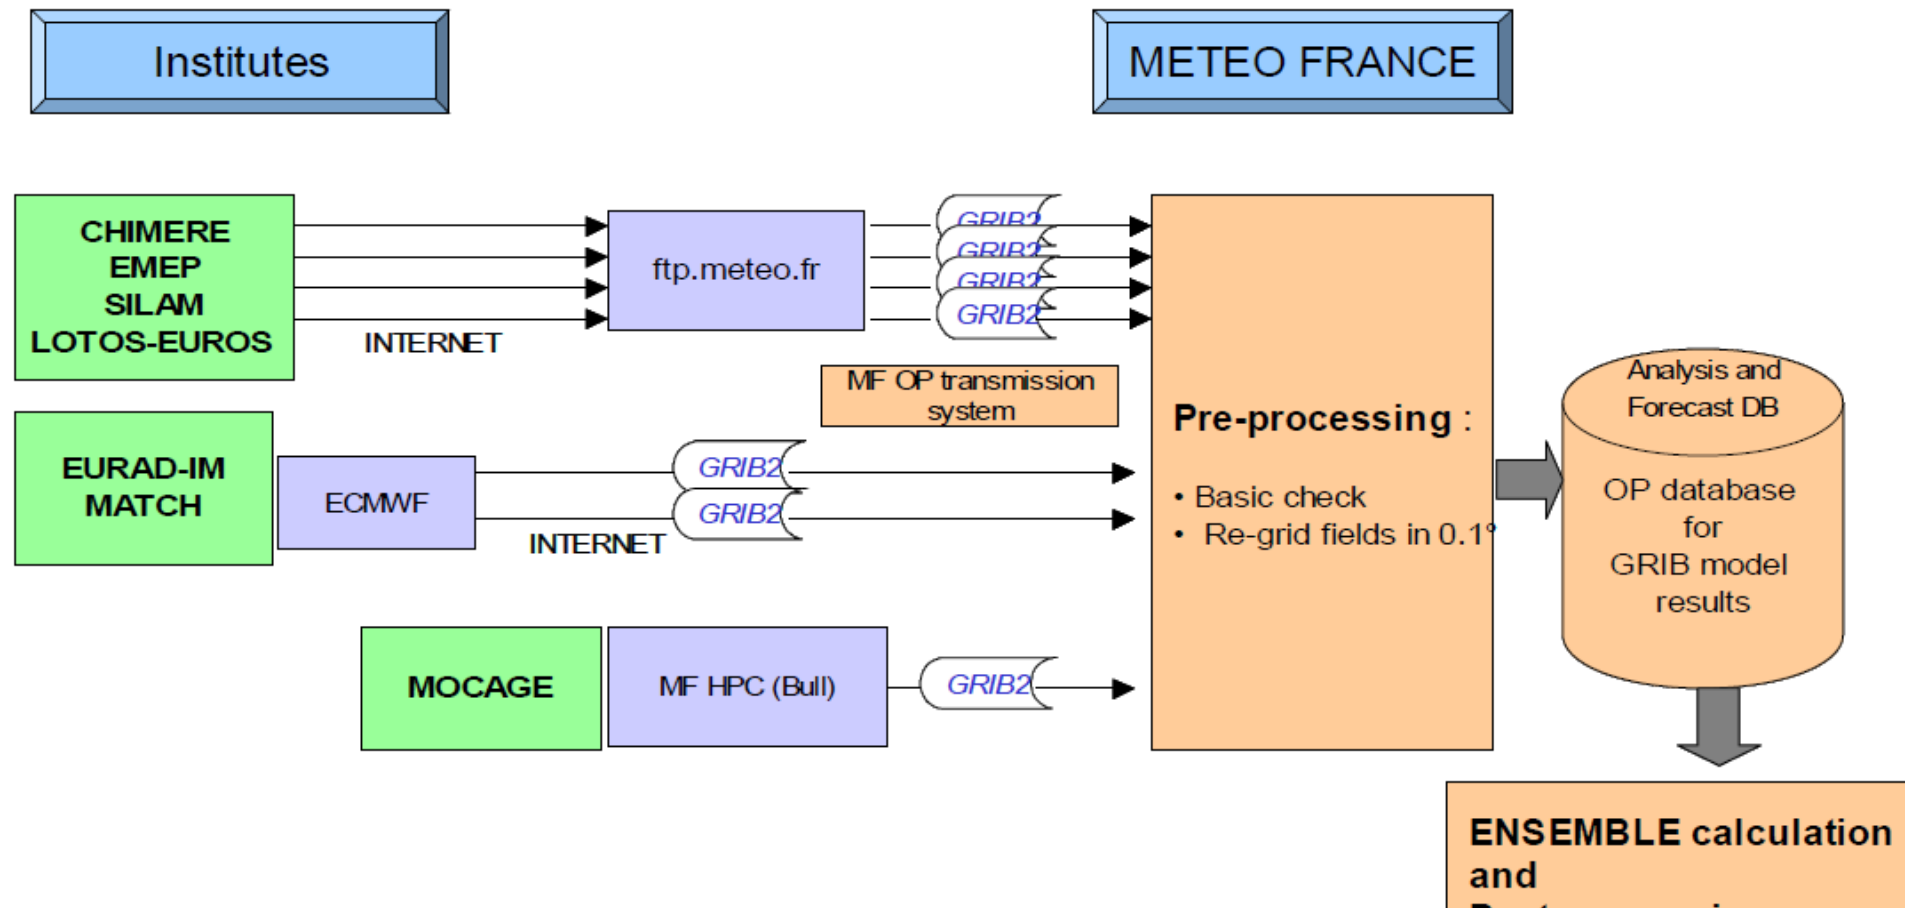 Institutes
METEO FRANCE
CHIMERE
EMEP
SILAM
LOTOS-EUROS
INTERNET
ftp.meteo.fr
GRIB2
GRIB2
GRIB2
GRIB2
MF OP transmission
system
EURAD-IM
MATCH
ECMWF
INTERNET
GRIB2
GRIB2
MOCAGE
MF HPC (Bull)
GRIB2
Pre-processing :
• Basic check
• Re-grid fields in 0.1°
Analysis and
Forecast DB
OP database
for
GRIB model
results
ENSEMBLE calculation
and